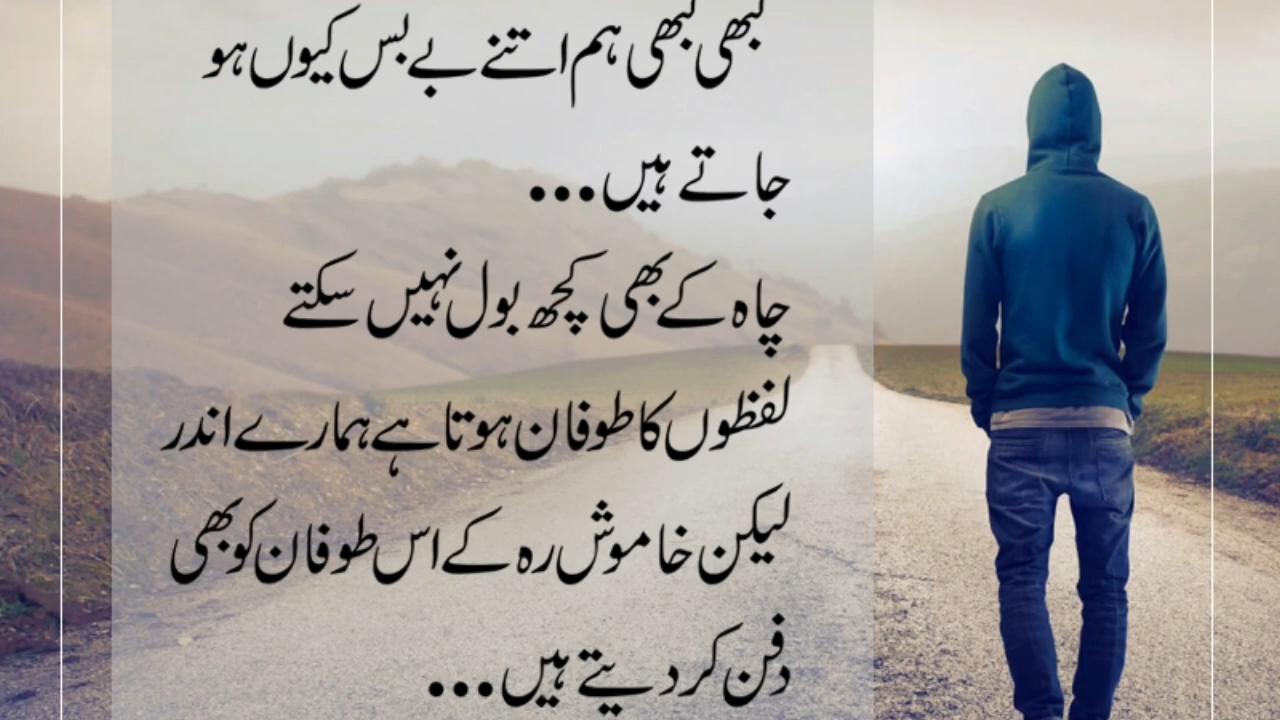 کبھی کبھی ہم اتنے بے بس کیوں ہو
جاتے ہیں...
چاہ کے بھی کچھ بول نہیں سکتے
لفظوں کا طوفان ہوتا ہے ہمارے اندر
لیکن خاموش رہ کے اس طوفان کو بھی
دفن کر دیتے ہیں...